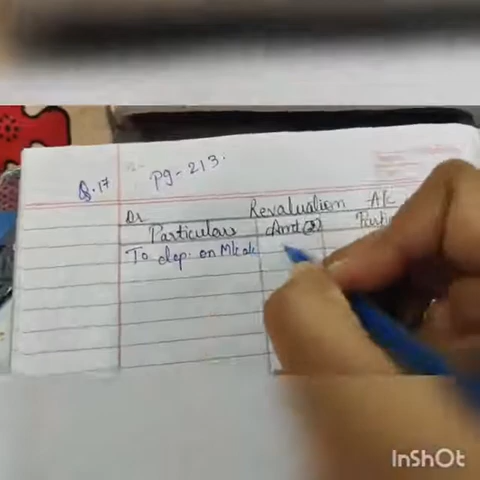 Q.17 Pg-213.
Dr Revaluation A/c
Particulars Amt(₹)
To dep. on
InShOt